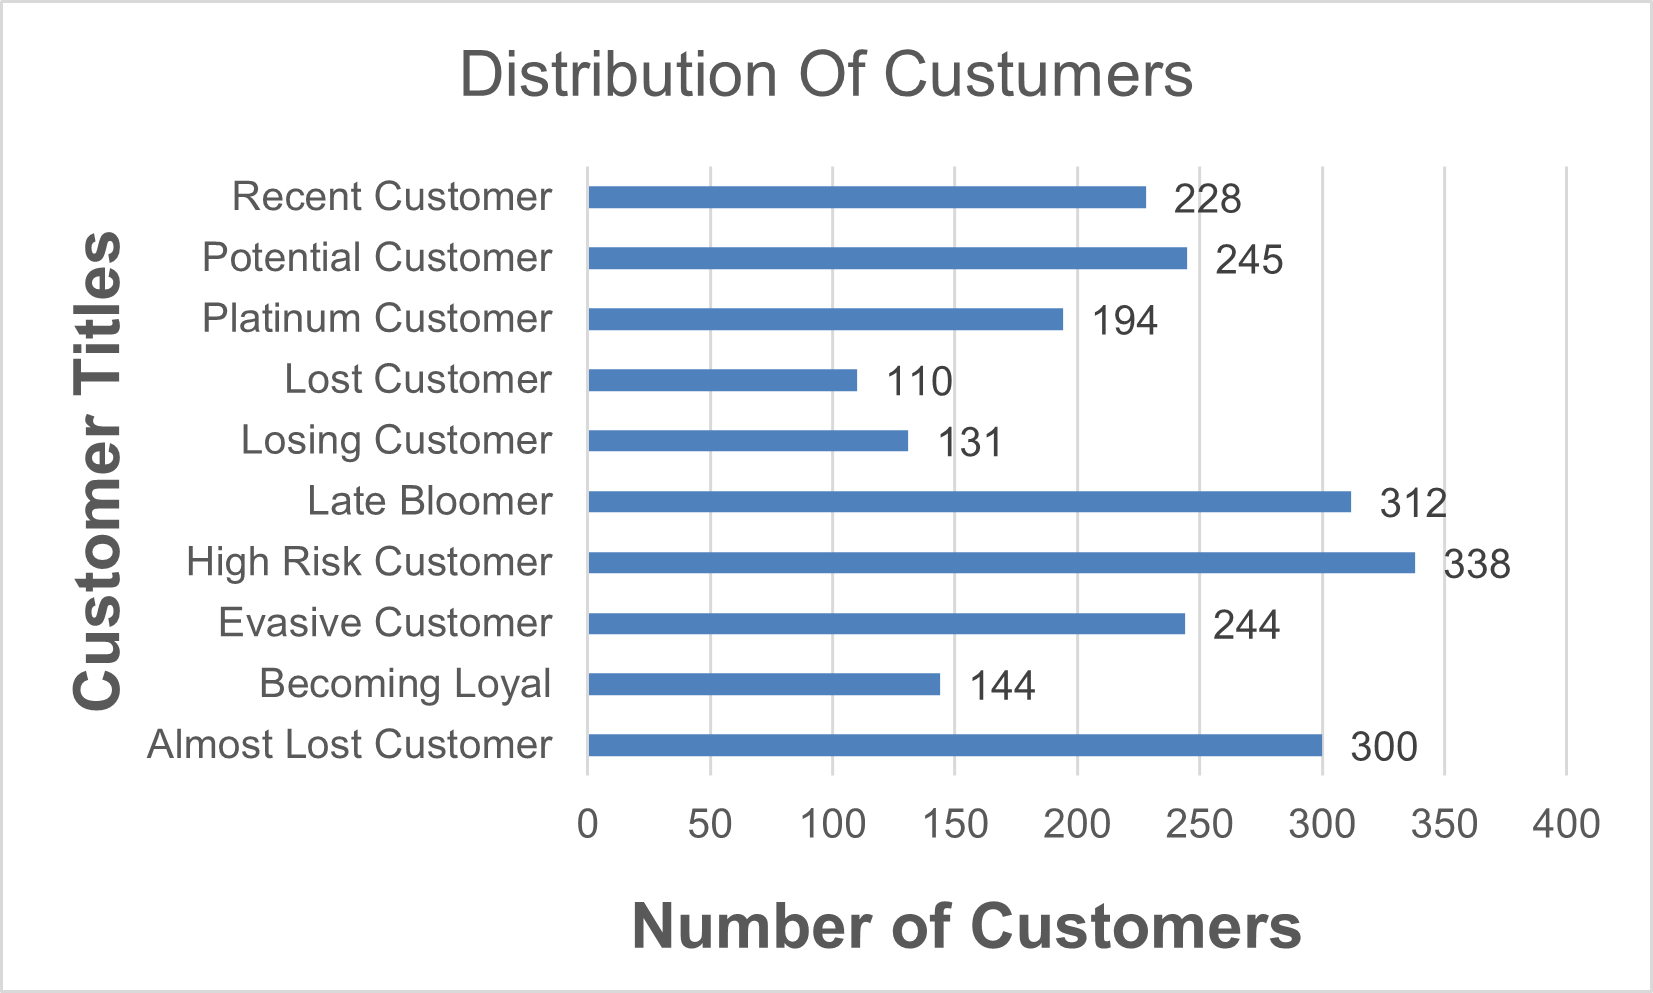 Distribution Of Custumers
Customer Titles
Recent Customer 228
Potential Customer 245
Platinum Customer 194
Lost Customer 110
Losing Customer 131
Late Bloomer 312
High Risk Customer 338
Evasive Customer 244
Becoming Loyal 144
Almost Lost Customer 300
0 50 100 150 200 250 300 350 400
Number of Customers